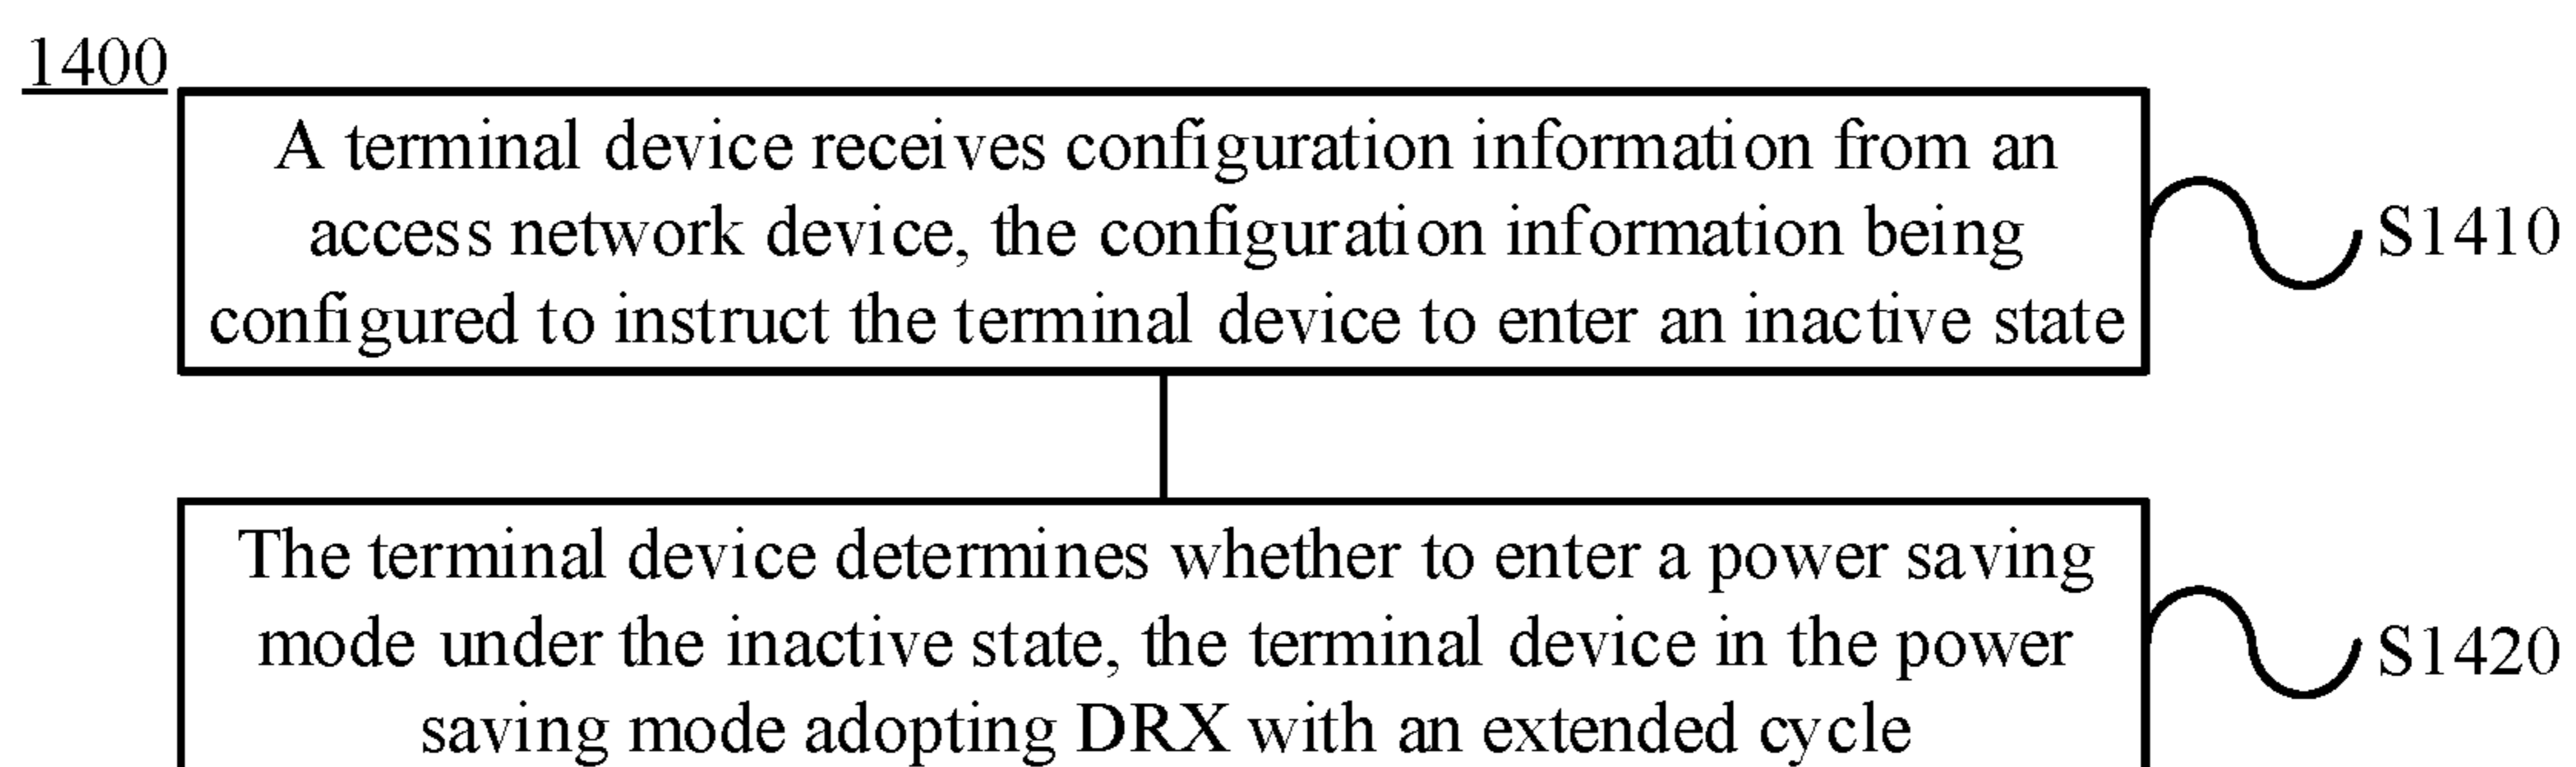 1400
A terminal device receives configuration information from an
access network device, the configuration information being
configured to instruct the terminal device to enter an inactive state
S1410
The terminal device determines whether to enter a power saving
mode under the inactive state, the terminal device in the power
saving mode adopting DRX with an extended cycle
S1420